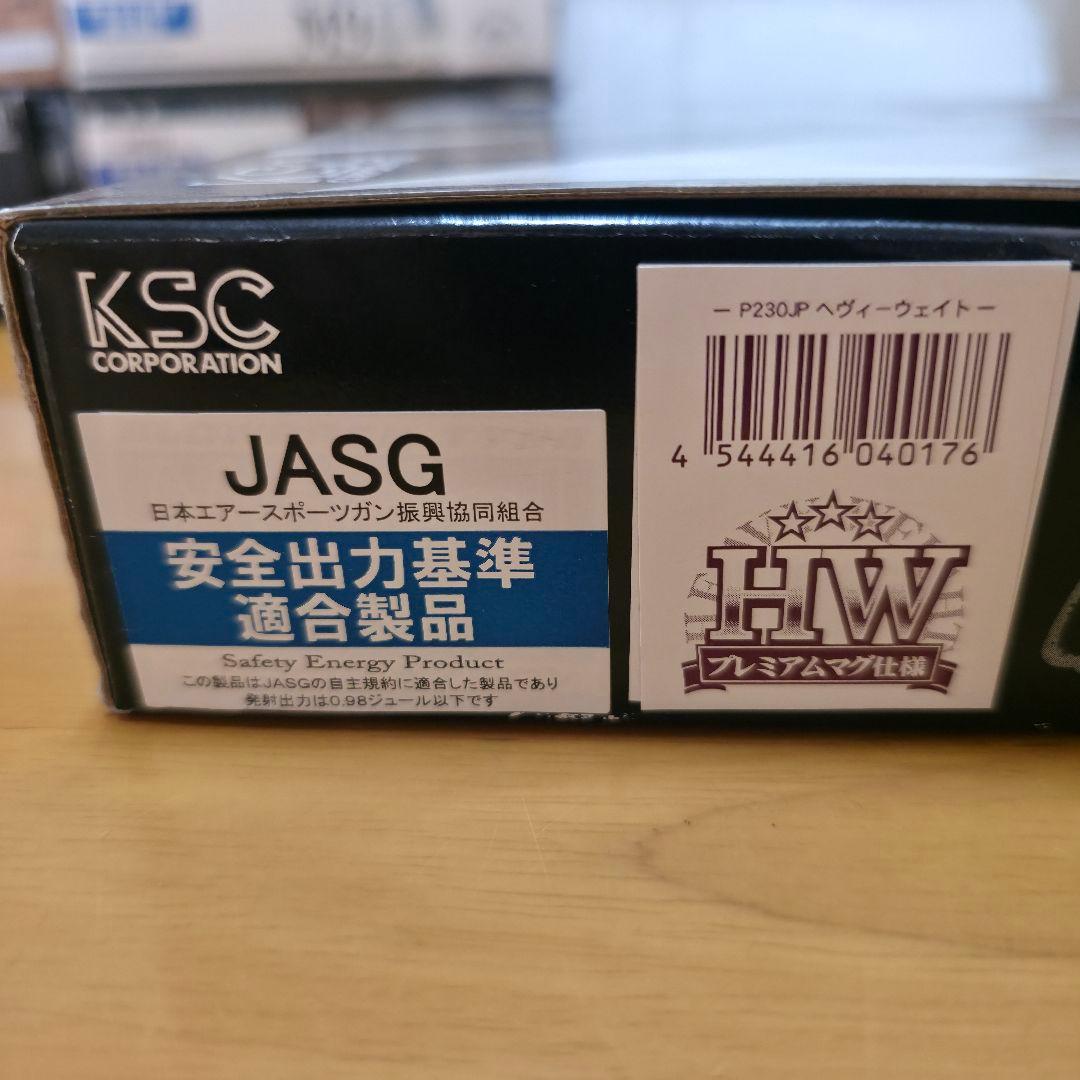 KSC
CORPORATION
JASG
日本エアースポーツガン振興協同組合
安全出力基準
適合製品
Safety Energy Product
この製品はJASGの自主規約に適合した製品であり
発射出力は0.98ジュール以下です
— P230JP ヘヴィーウェイト —
4 544416 040176
HW
プレミアムマグ仕様